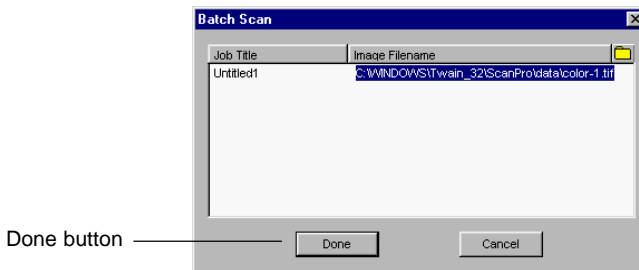 Batch Scan
Job Title Image Filename
Untitled1 C:\WINDOWS\Twain_32\ScanPro\data\color-1.tif
Done button Done Cancel